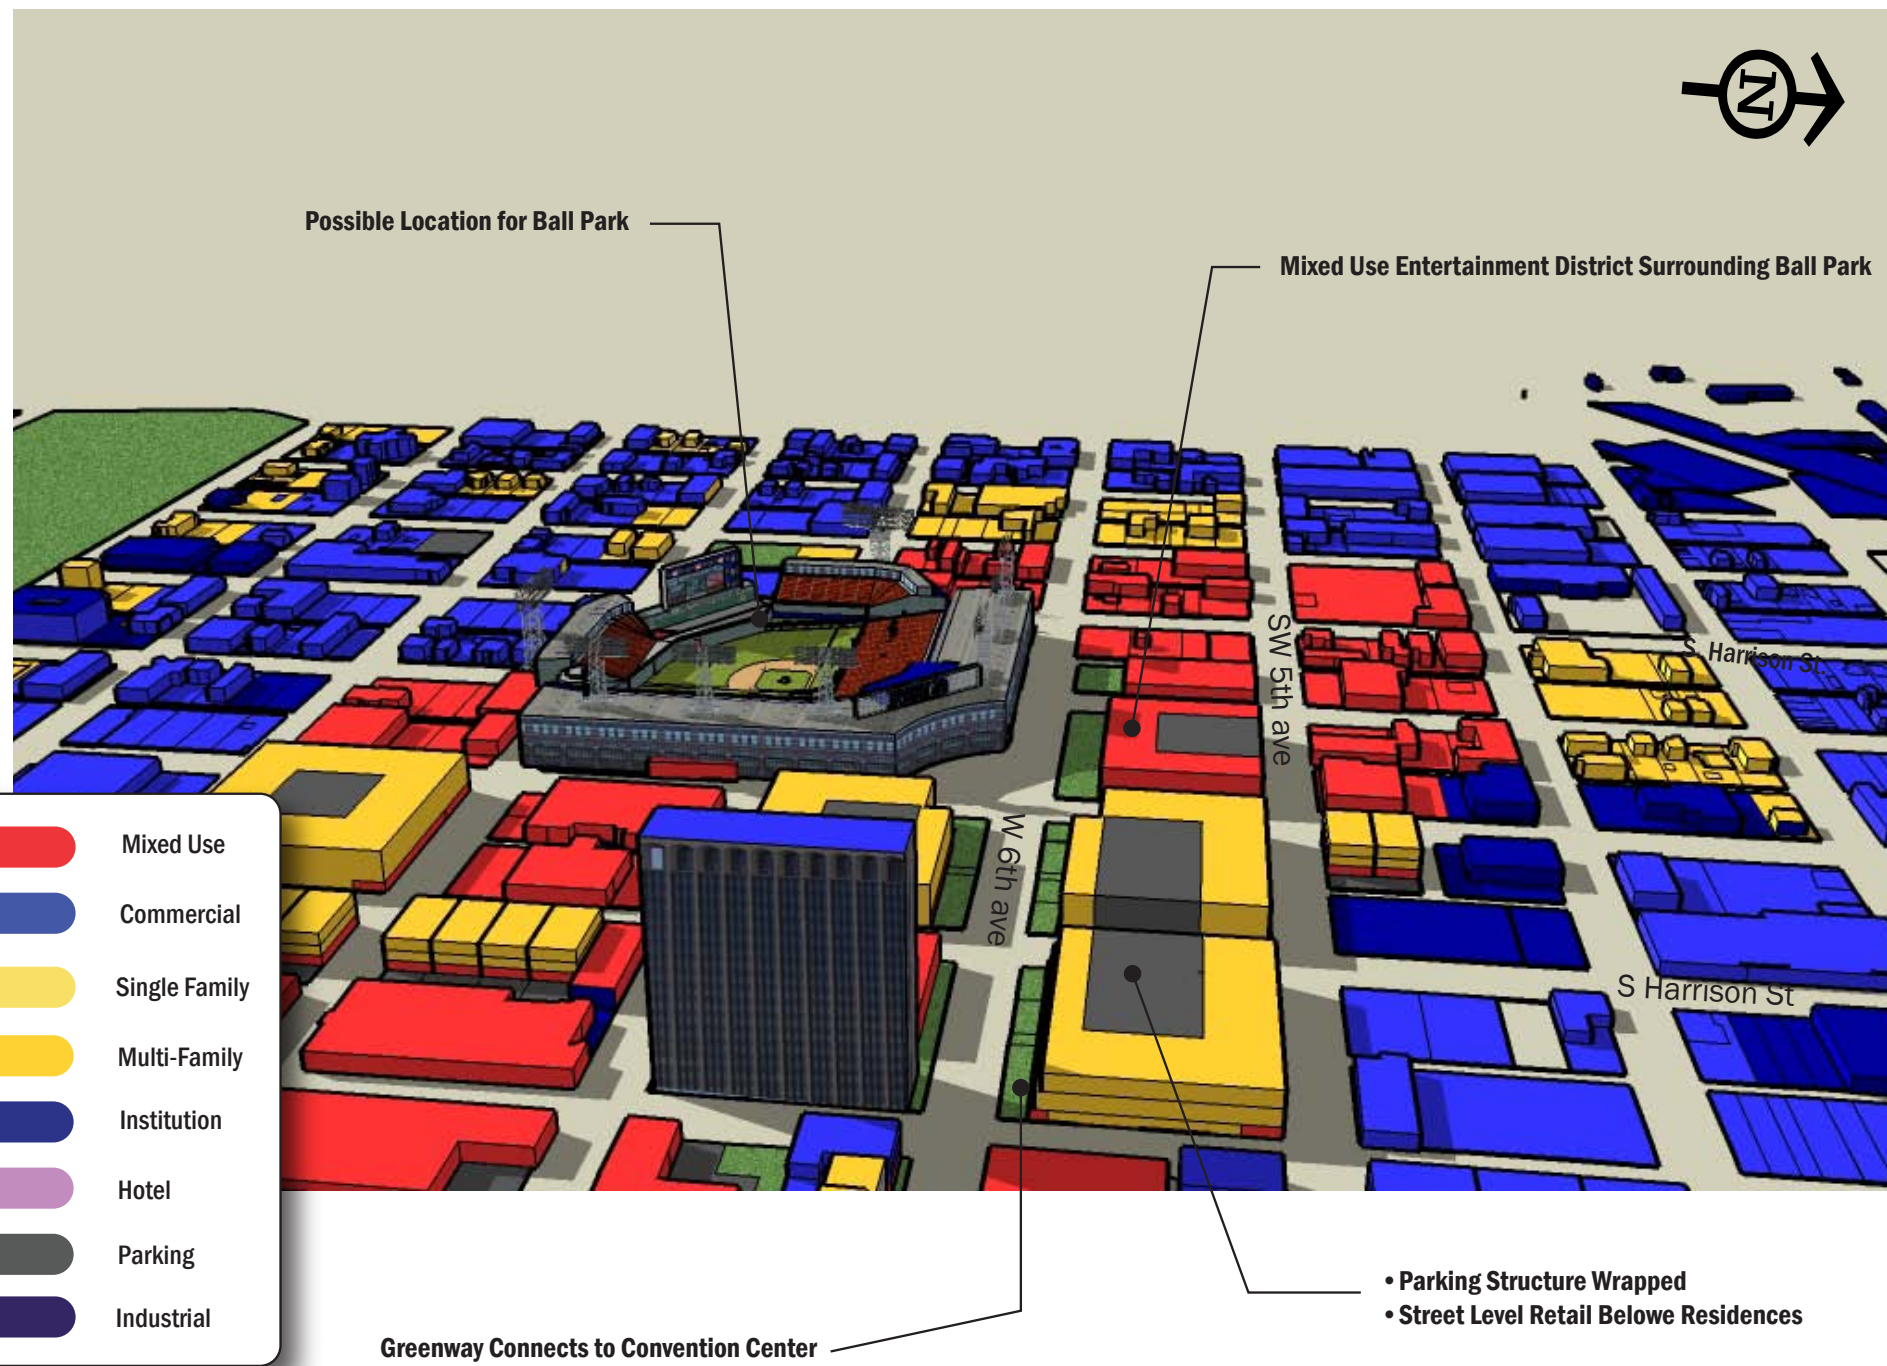 N
Possible Location for Ball Park
Mixed Use Entertainment District Surrounding Ball Park
S. Harrison St.
SW 5th ave
W 6th ave
S Harrison St
Mixed Use
Commercial
Single Family
Multi-Family
Institution
Hotel
Parking
Industrial
• Parking Structure Wrapped
• Street Level Retail Belowe Residences
Greenway Connects to Convention Center